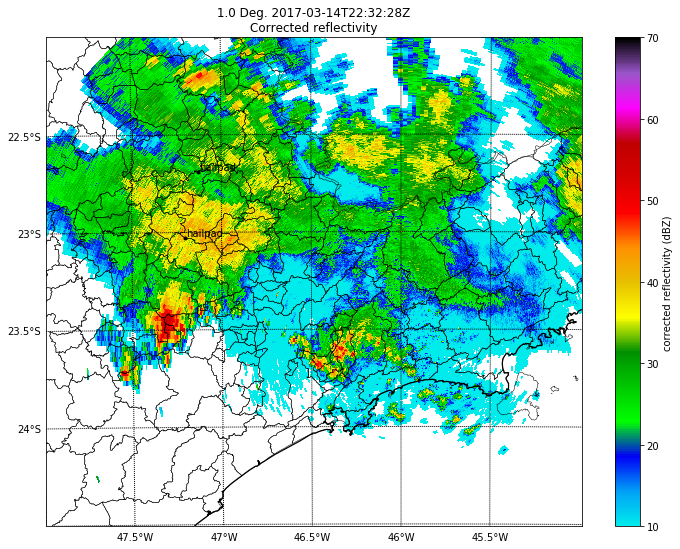 1.0 Deg. 2017-03-14T22:32:28Z
Corrected reflectivity
22.5°S
23°S
23.5°S
24°S
hailpad
hailpad
47.5°W
47°W
46.5°W
46°W
45.5°W
70
60
50
40
30
20
10
corrected reflectivity (dBZ)